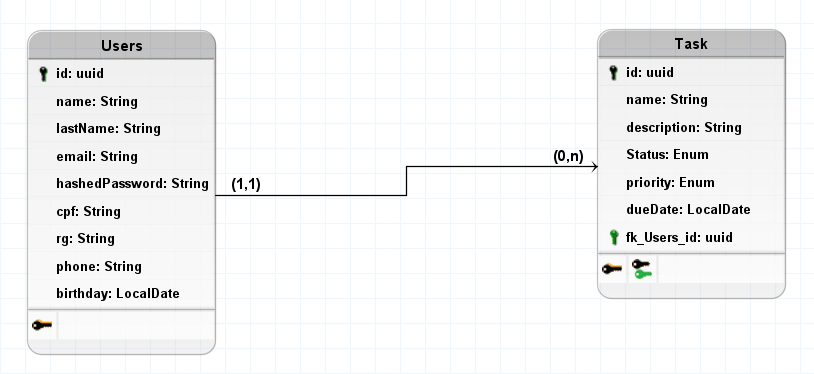 Users
id: uuid
name: String
lastName: String
email: String
hashedPassword: String
cpf: String
rg: String
phone: String
birthday: LocalDate
(1,1)
(0,n)
Task
id: uuid
name: String
description: String
Status: Enum
priority: Enum
dueDate: LocalDate
fk_Users_id: uuid